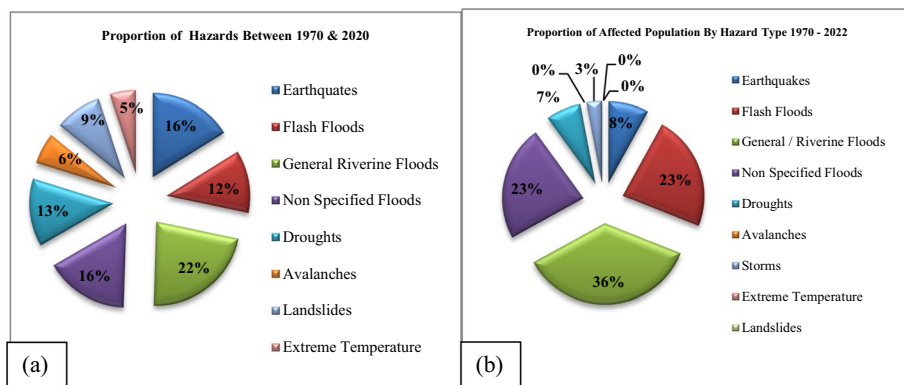 Proportion of Hazards Between 1970 & 2020
5%
16%
9%
6%
12%
13%
16%
22%
Earthquates
Flash Floods
General Riverine Floods
Non Specified Floods
Droughts
Avalanches
Landslides
Extreme Temperature
(a)
Proportion of Affected Population By Hazard Type 1970 - 2022
0%
3%
0%
0%
7%
8%
23%
23%
36%
Earthquakes
Flash Floods
General / Riverine Floods
Non Specified Floods
Droughts
Avalanches
Storms
Extreme Temperature
Landslides
(b)